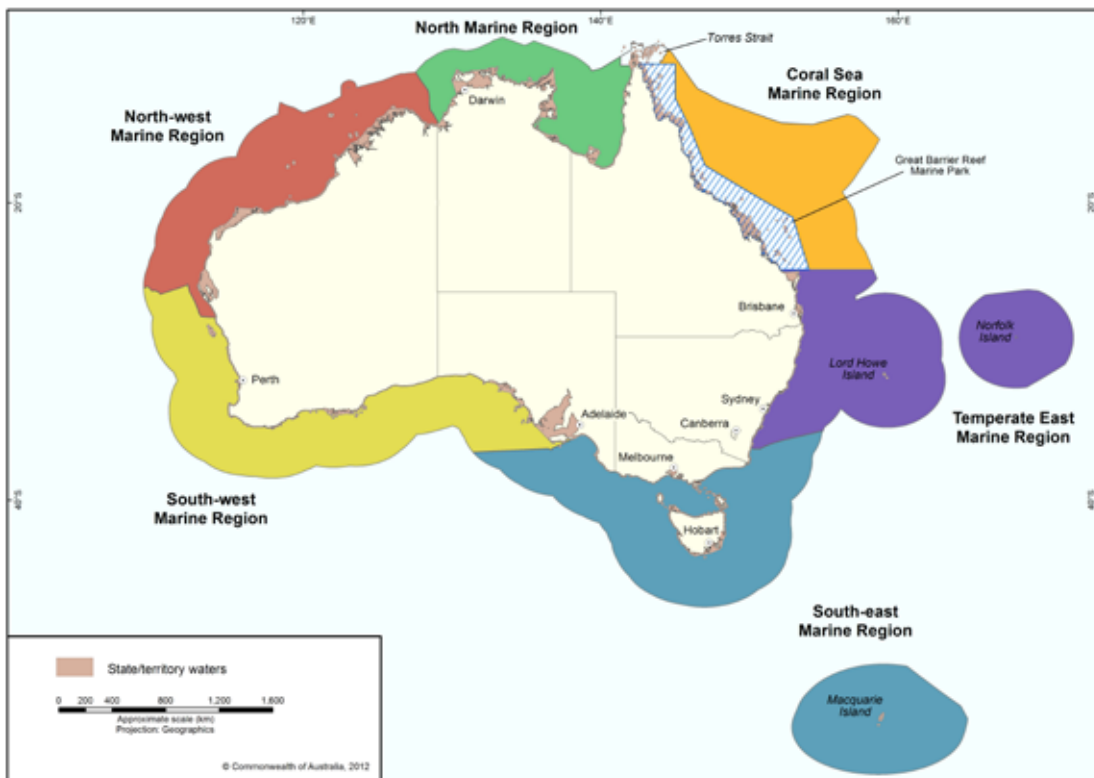 120°E
140°E
160°E
North Marine Region
Torres Strait
Coral Sea
Marine Region
North-west
Marine Region
Darwin
Great Barrier Reef
Marine Park
20°S
20°S
Brisbane
Norfolk
Island
Lord Howe
Island
Perth
Sydney
Adelaide
Canberra
Temperate East
Marine Region
Melbourne
South-west
Marine Region
40°S
40°S
Hobart
South-east
Marine Region
Macquarie
Island
State/territory waters
0 200 400 800 1,200 1,600
Approximate scale (km)
Projection: Geographics
© Commonwealth of Australia, 2012